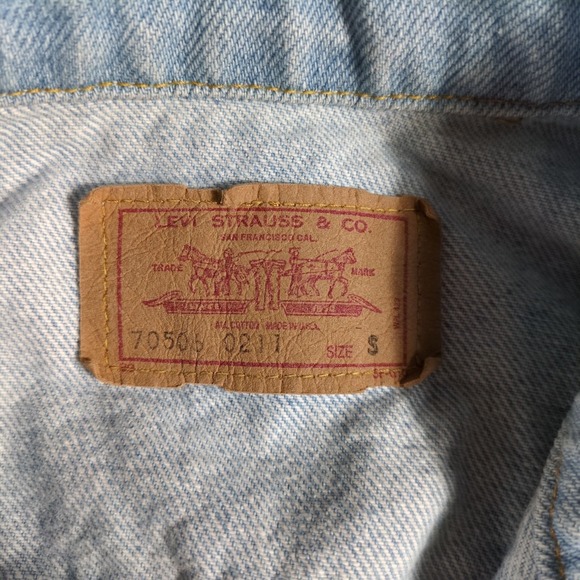 LEVI STRAUSS & CO.
SAN FRANCISCO CAL.
TRADE MARK
ALL COTTON MADE IN U.S.A.
70506 0211 SIZE S